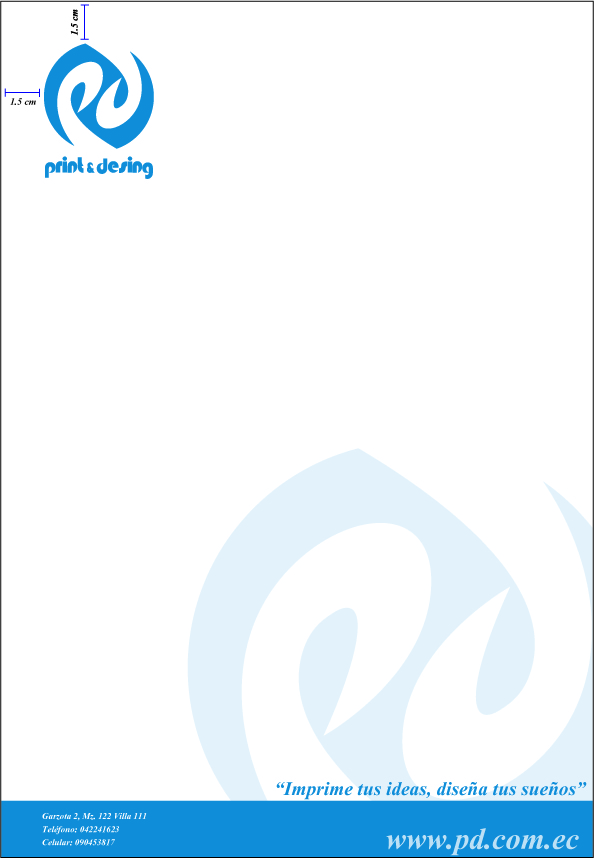 1.5 cm
1.5 cm
print & desing
“Imprime tus ideas, diseña tus sueños”
Garzota 2, Mz. 122 Villa 111
Teléfono: 042241623
Celular; 090453817
www.pd.com.ec